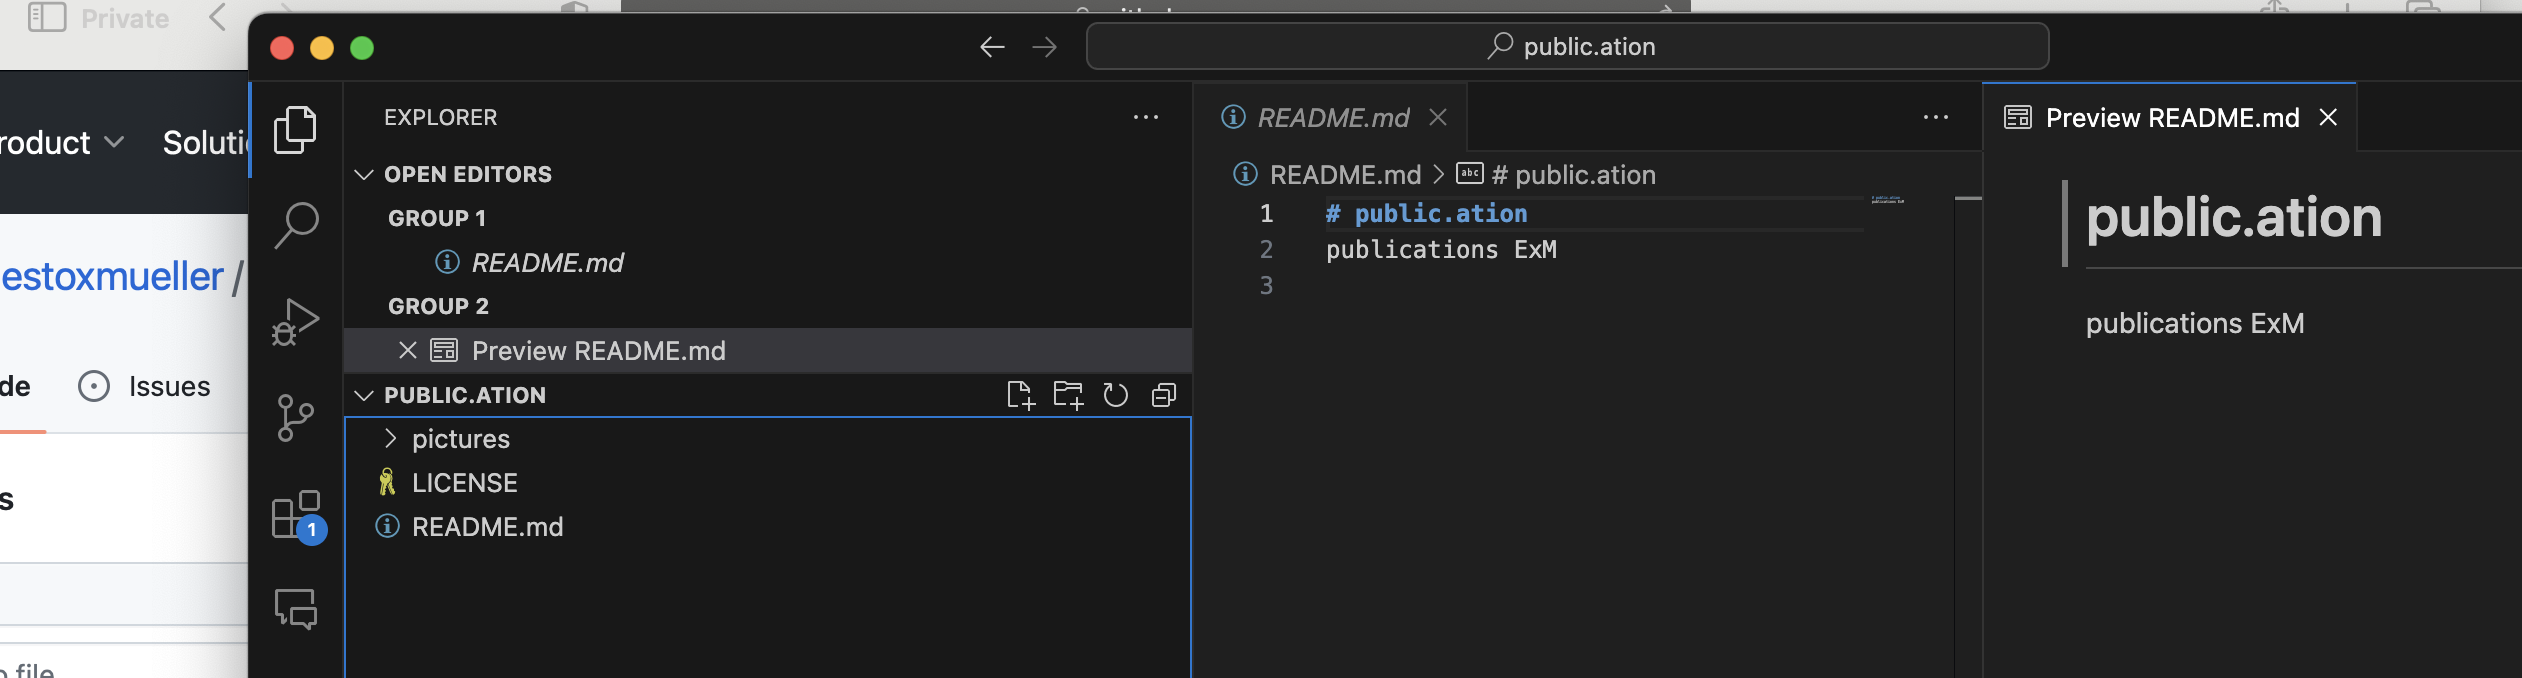 Private
public.ation
roduct
Soluti
estoxmueller /
de
Issues
s
file
EXPLORER
OPEN EDITORS
GROUP 1
README.md
GROUP 2
Preview README.md
PUBLIC.ATION
pictures
LICENSE
README.md
1
README.md
README.md > # public.ation
1 # public.ation
2 publications ExM
3
Preview README.md
public.ation
publications ExM